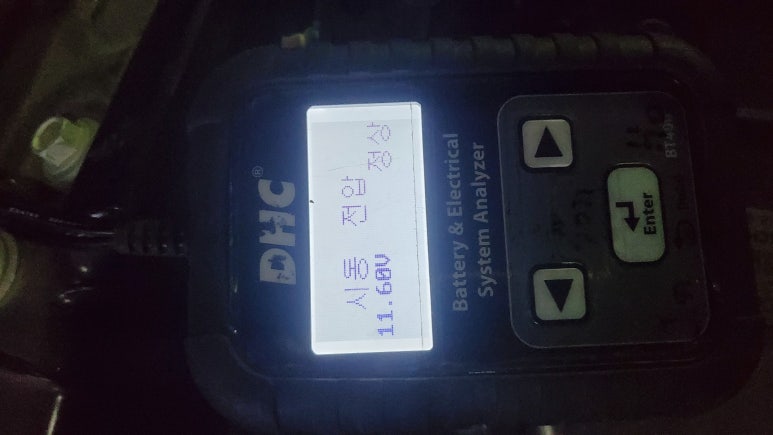 DHC®
시동 전압
11.60V 정상
Battery & Electrical
System Analyzer
Enter